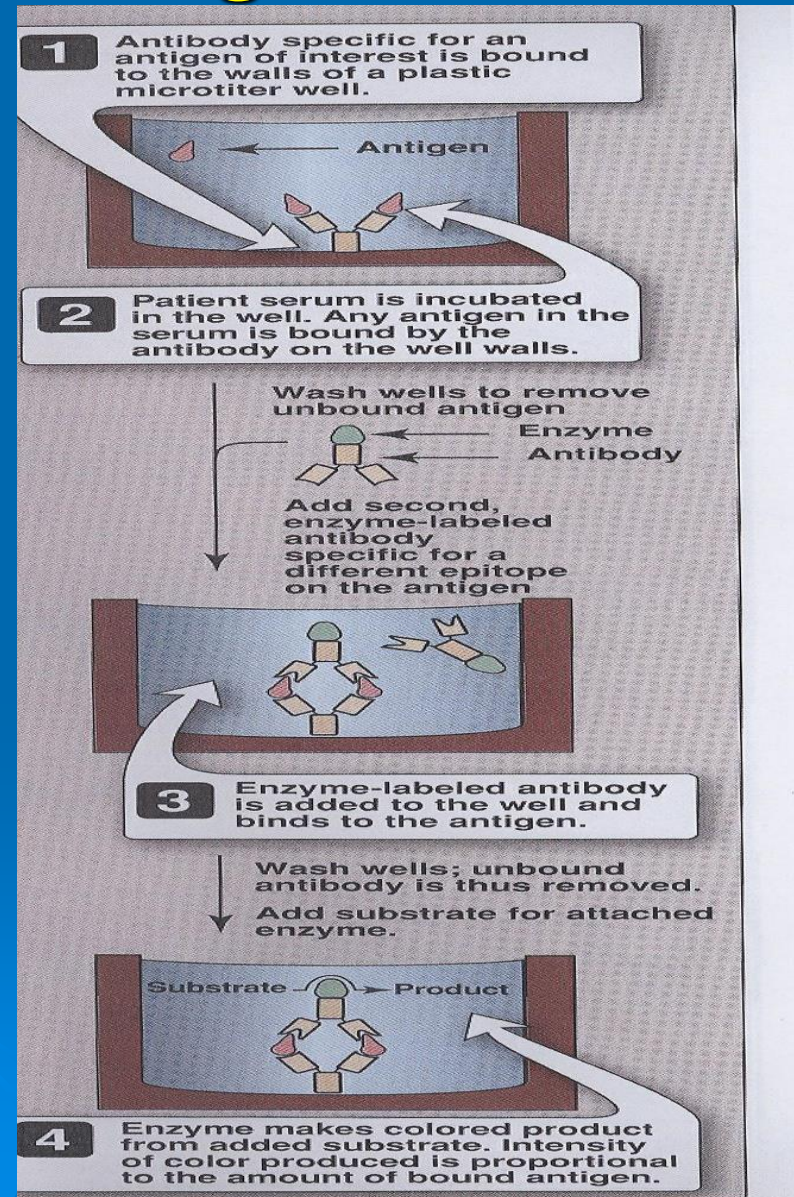 1
Antibody specific for an
antigen of interest is bound
to the walls of a plastic
microtiter well.
Antigen
2
Patient serum is incubated
in the well. Any antigen in the
serum is bound by the
antibody on the well walls.
Wash wells to remove
unbound antigen
Enzyme
Antibody
Add second,
enzyme-labeled
antibody
specific for a
different epitope
on the antigen
3
Enzyme-labeled antibody
is added to the well and
binds to the antigen.
Wash wells; unbound
antibody is thus removed.
Add substrate for attached
enzyme.
Substrate Product
4
Enzyme makes colored product
from added substrate. Intensity
of color produced is proportional
to the amount of bound antigen.